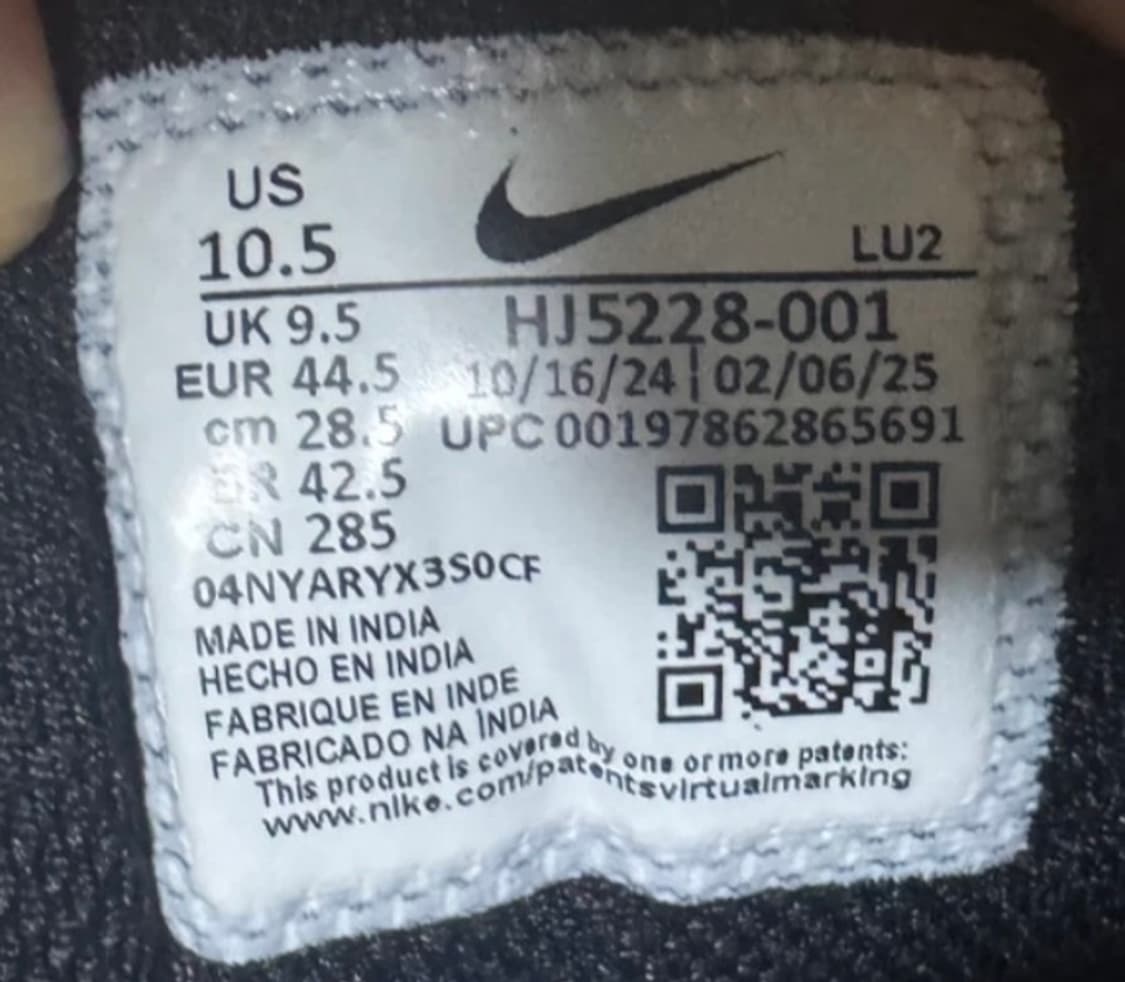 US
10.5
LU2
UK 9.5
HJ5228-001
EUR 44.5
10/16/24 | 02/06/25
cm 28.5
UPC 00197862865691
BR 42.5
CN 285
04NYARYX3S0CF
MADE IN INDIA
HECHO EN INDIA
FABRIQUE EN INDE
FABRICADO NA ÍNDIA
This product is covered by one or more patents:
www.nike.com/patentsvirtualmarking